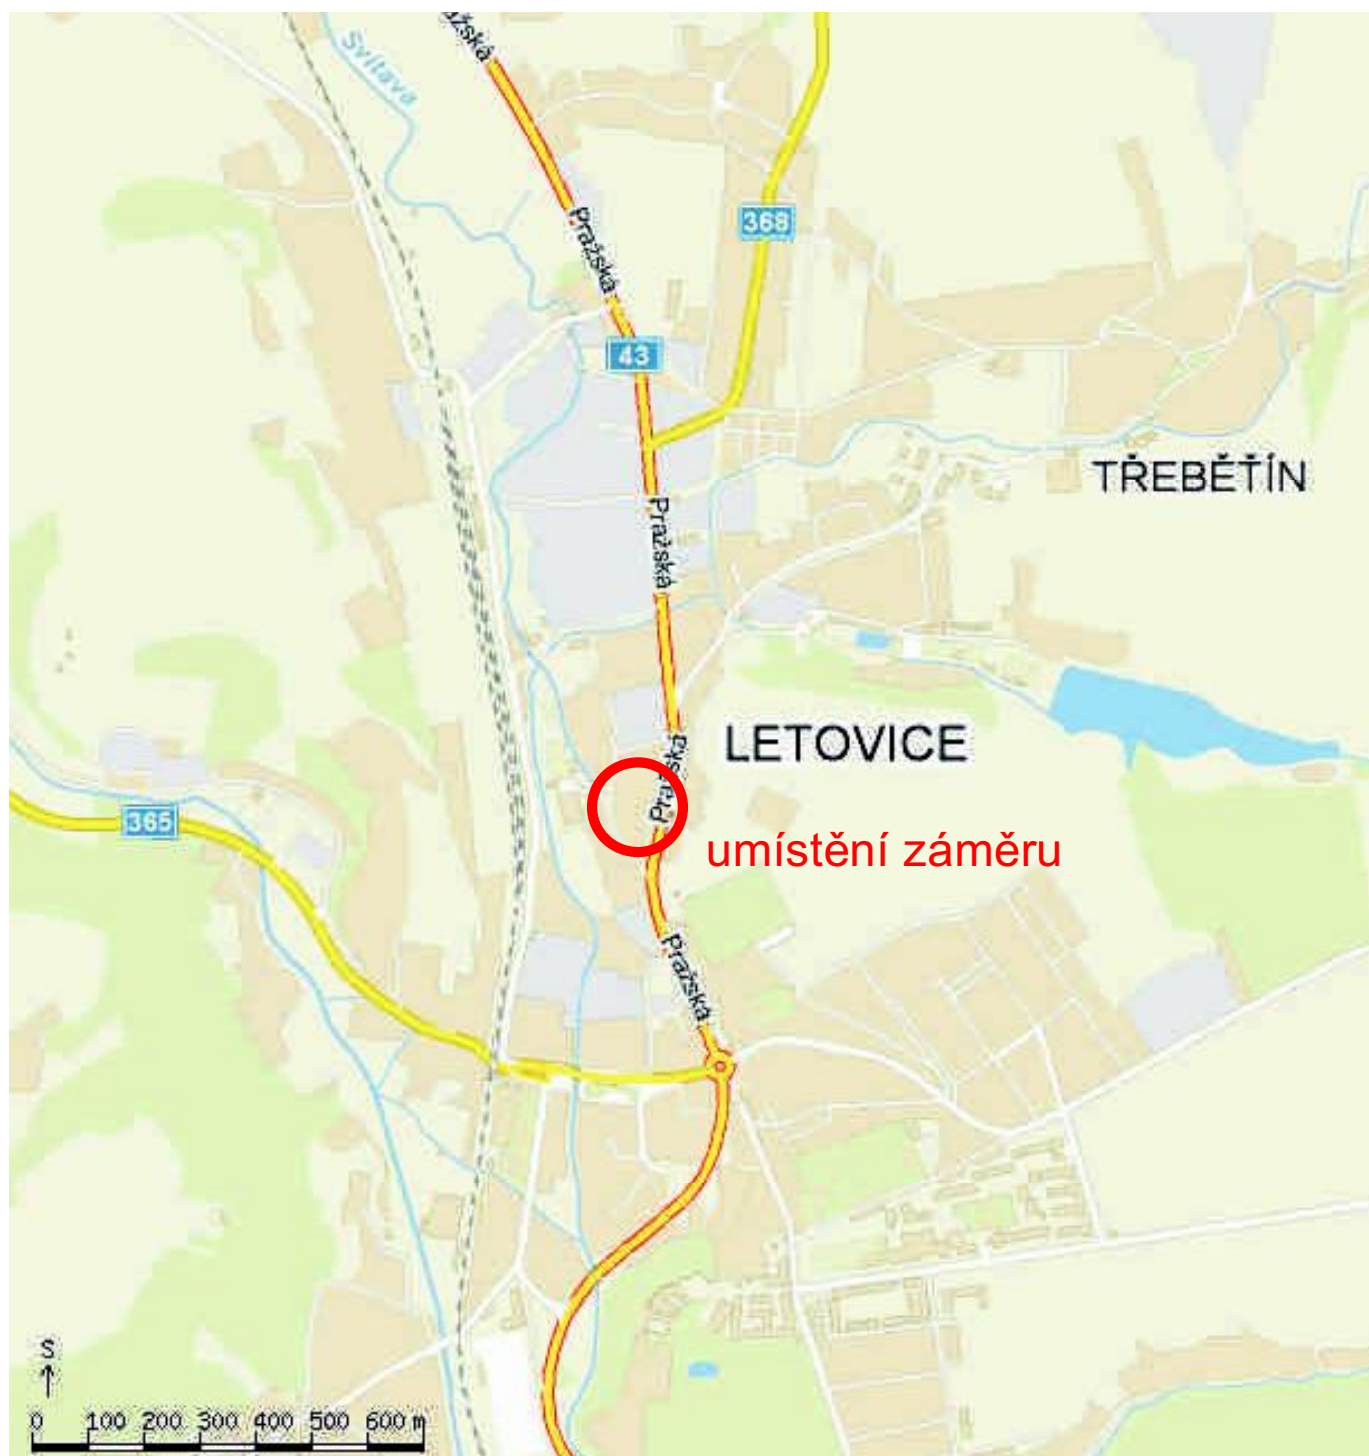 Pražská
Svitava
368
Pražská
43
TŘEBĚTÍN
Pražská
LETOVICE
Pražská
365
umístění záměru
Pražská
S
0 100 200 300 400 500 600 m